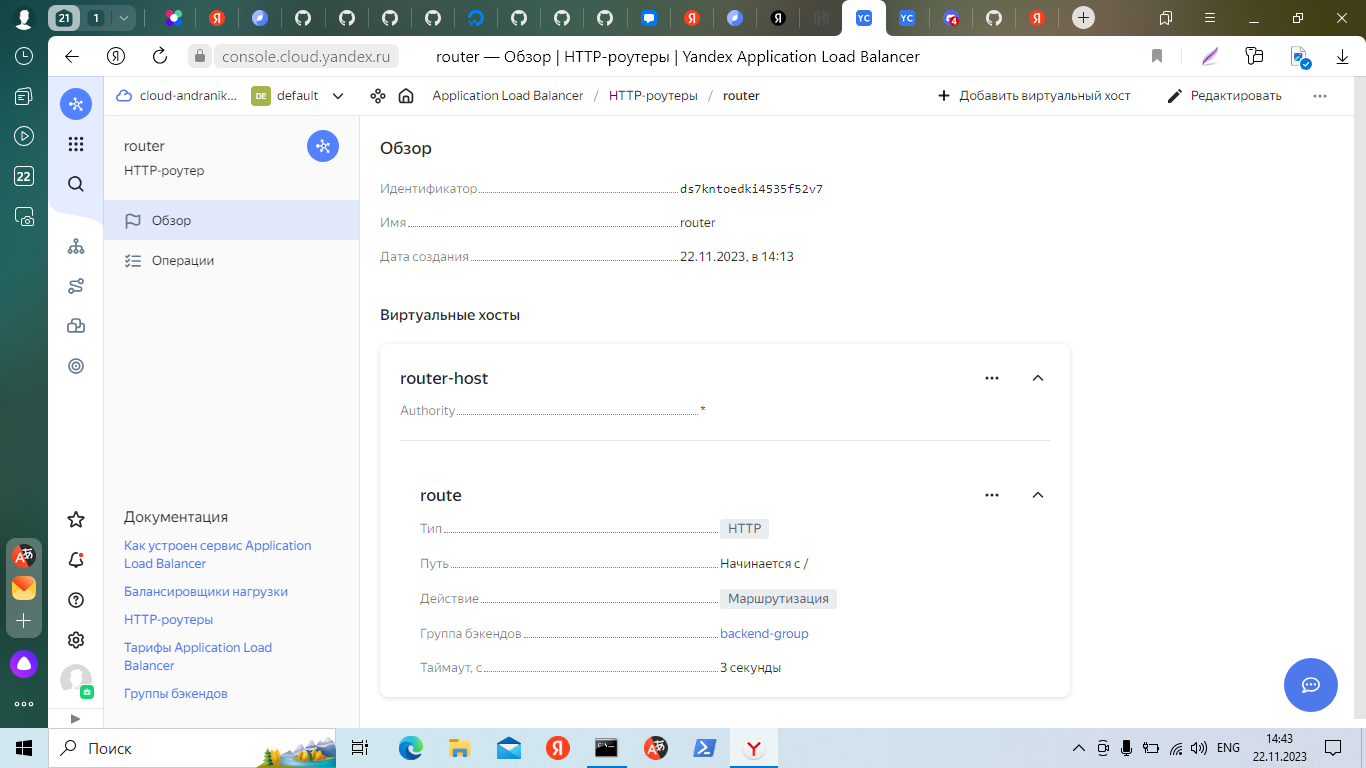 21
1
Я
YC
YC
4
Я
console.cloud.yandex.ru
router — Обзор | HTTP-роутеры | Yandex Application Load Balancer
cloud-andranik...
DE
default
Application Load Balancer / HTTP-роутеры / router
Добавить виртуальный хост
Редактировать
22
router
HTTP-роутер
Обзор
Операции
Документация
Как устроен сервис Application
Load Balancer
Балансировщики нагрузки
HTTP-роутеры
Тарифы Application Load
Balancer
Группы бэкендов
Обзор
Идентификатор ds7kntoedki4535f52v7
Имя router
Дата создания 22.11.2023, в 14:13
Виртуальные хосты
router-host
Authority *
route
Тип HTTP
Путь Начинается с /
Действие Маршрутизация
Группа бэкендов backend-group
Таймаут, с 3 секунды
Поиск
ENG
14:43
22.11.2023